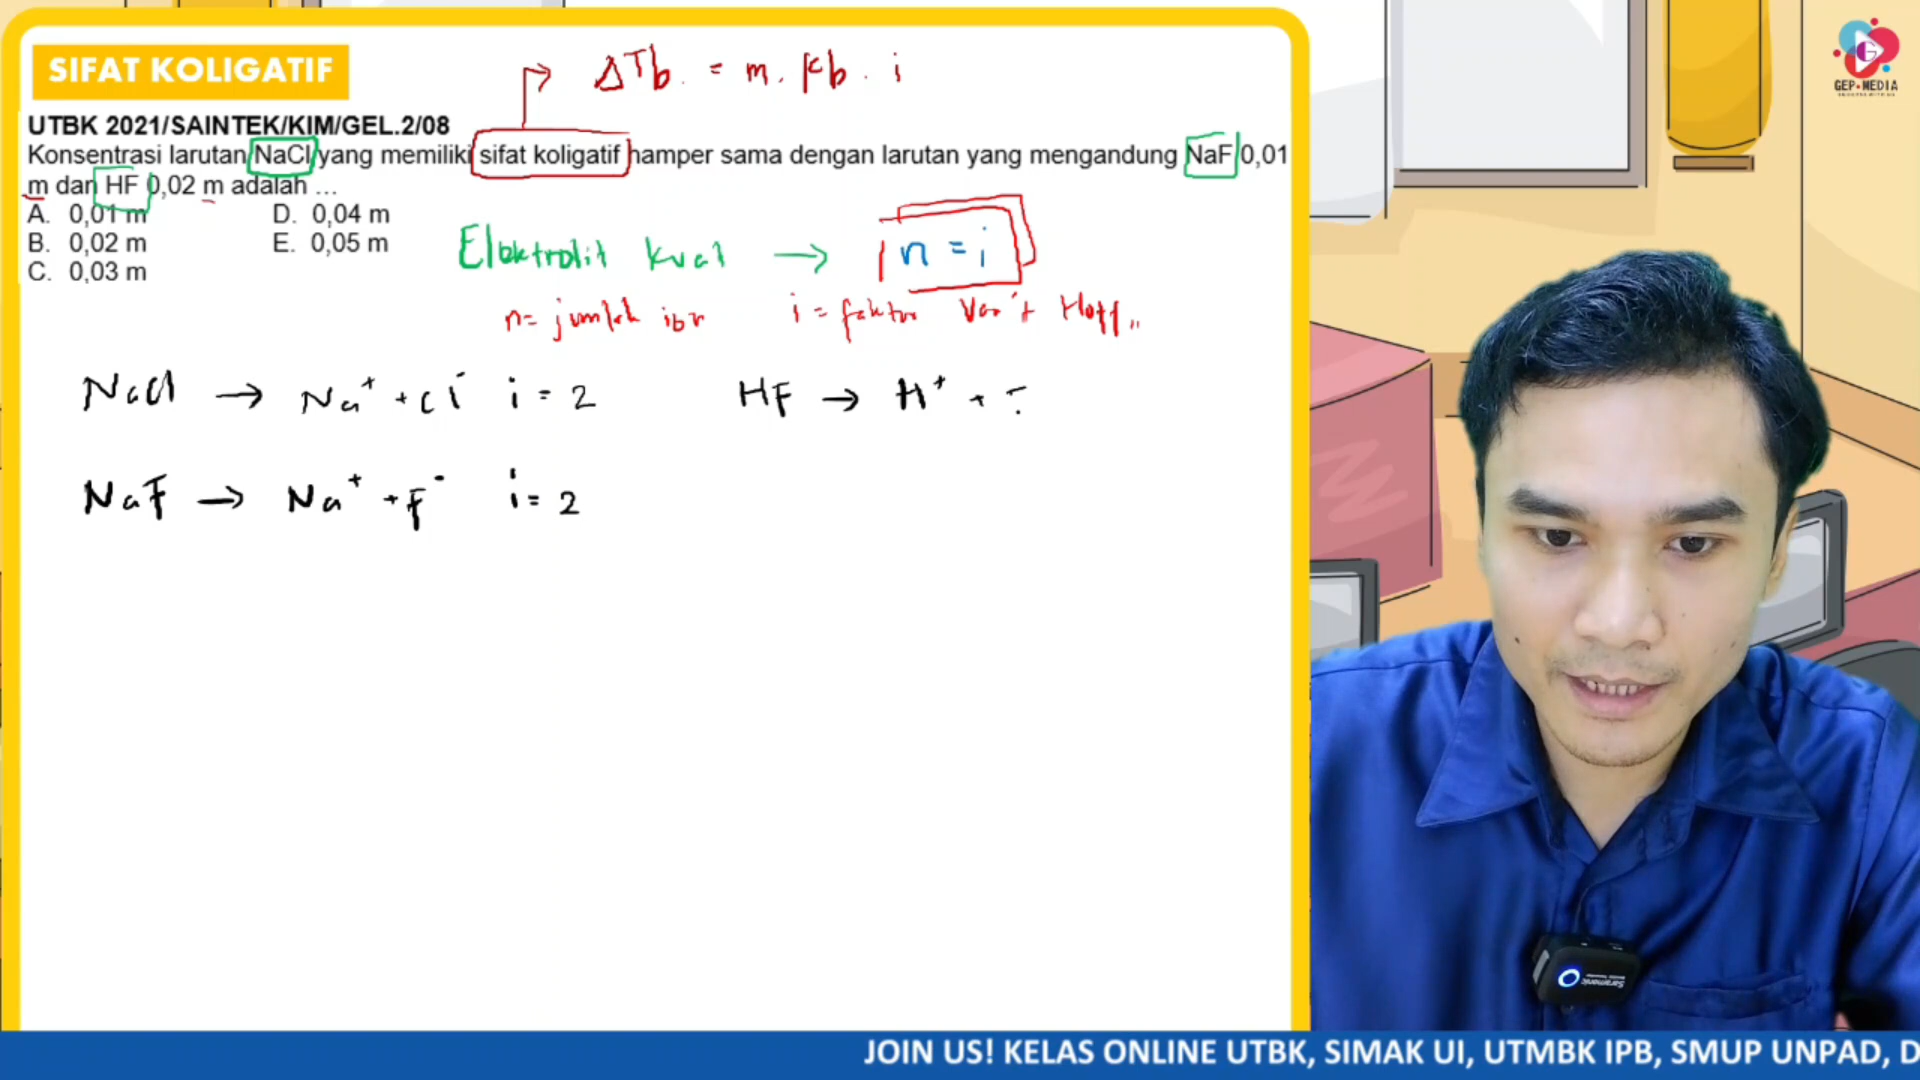 SIFAT KOLIGATIF
ΔTb = m . Kb . i
UTBK 2021/SAINTEK/KIM/GEL.2/08
Konsentrasi larutan NaCl yang memiliki sifat koligatif hamper sama dengan larutan yang mengandung NaF 0,01
m dan HF 0,02 m adalah ...
A. 0,01 m
D. 0,04 m
B. 0,02 m
E. 0,05 m
C. 0,03 m
Elektrolit kuat → n = i
n= jumlah ion i = faktor Van't Hoff
NaCl → Na⁺ + Cl⁻ i = 2
HF → H⁺ +
NaF → Na⁺ + F⁻ i = 2
GEP MEDIA
Saramonic
JOIN US! KELAS ONLINE UTBK, SIMAK UI, UTMBK IPB, SMUP UNPAD, D